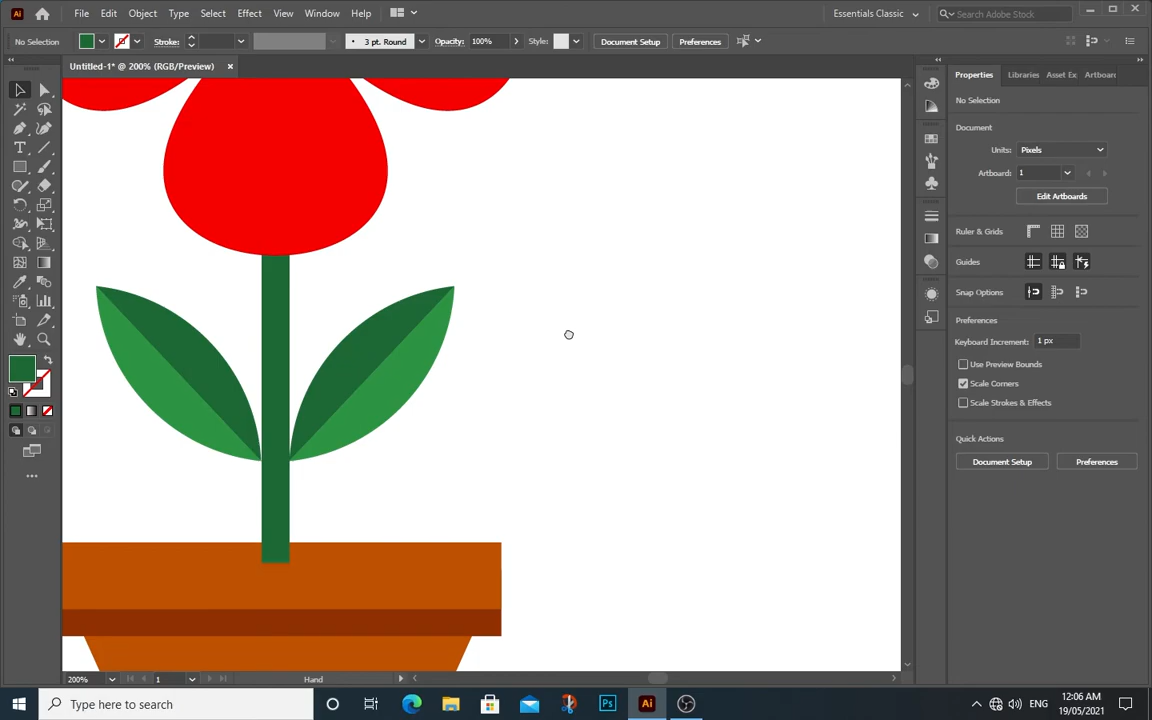 Ai File Edit Object Type Select Effect View Window Help Essentials Classic Search Adobe Stock
No Selection Stroke: 3 pt. Round Opacity: 100% Style: Document Setup Preferences
Untitled-1* @ 200% (RGB/Preview) ×
Properties Libraries Asset Ex Artboard
No Selection
Document
Units: Pixels
Artboard: 1
Edit Artboards
Ruler & Grids
Guides
Snap Options
Preferences
Keyboard Increment: 1 px
Use Preview Bounds
Scale Corners
Scale Strokes & Effects
Quick Actions
Document Setup Preferences
200% 1 Hand
Type here to search Ps Ai ENG 12:06 AM
19/05/2021